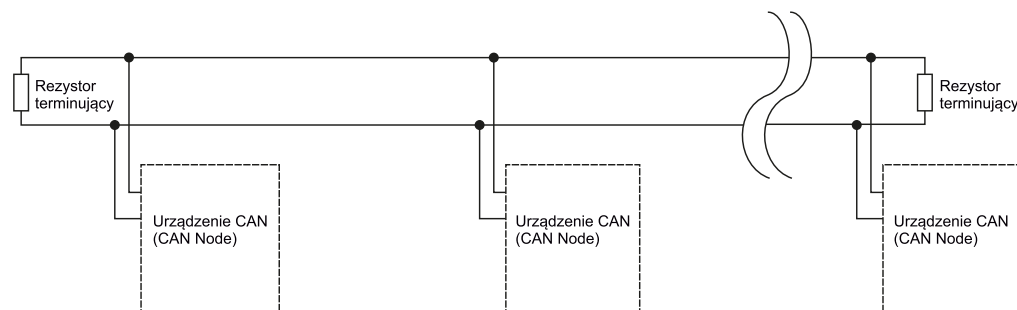 Rezystor
terminujący
Rezystor
terminujący
Urządzenie CAN
(CAN Node)
Urządzenie CAN
(CAN Node)
Urządzenie CAN
(CAN Node)